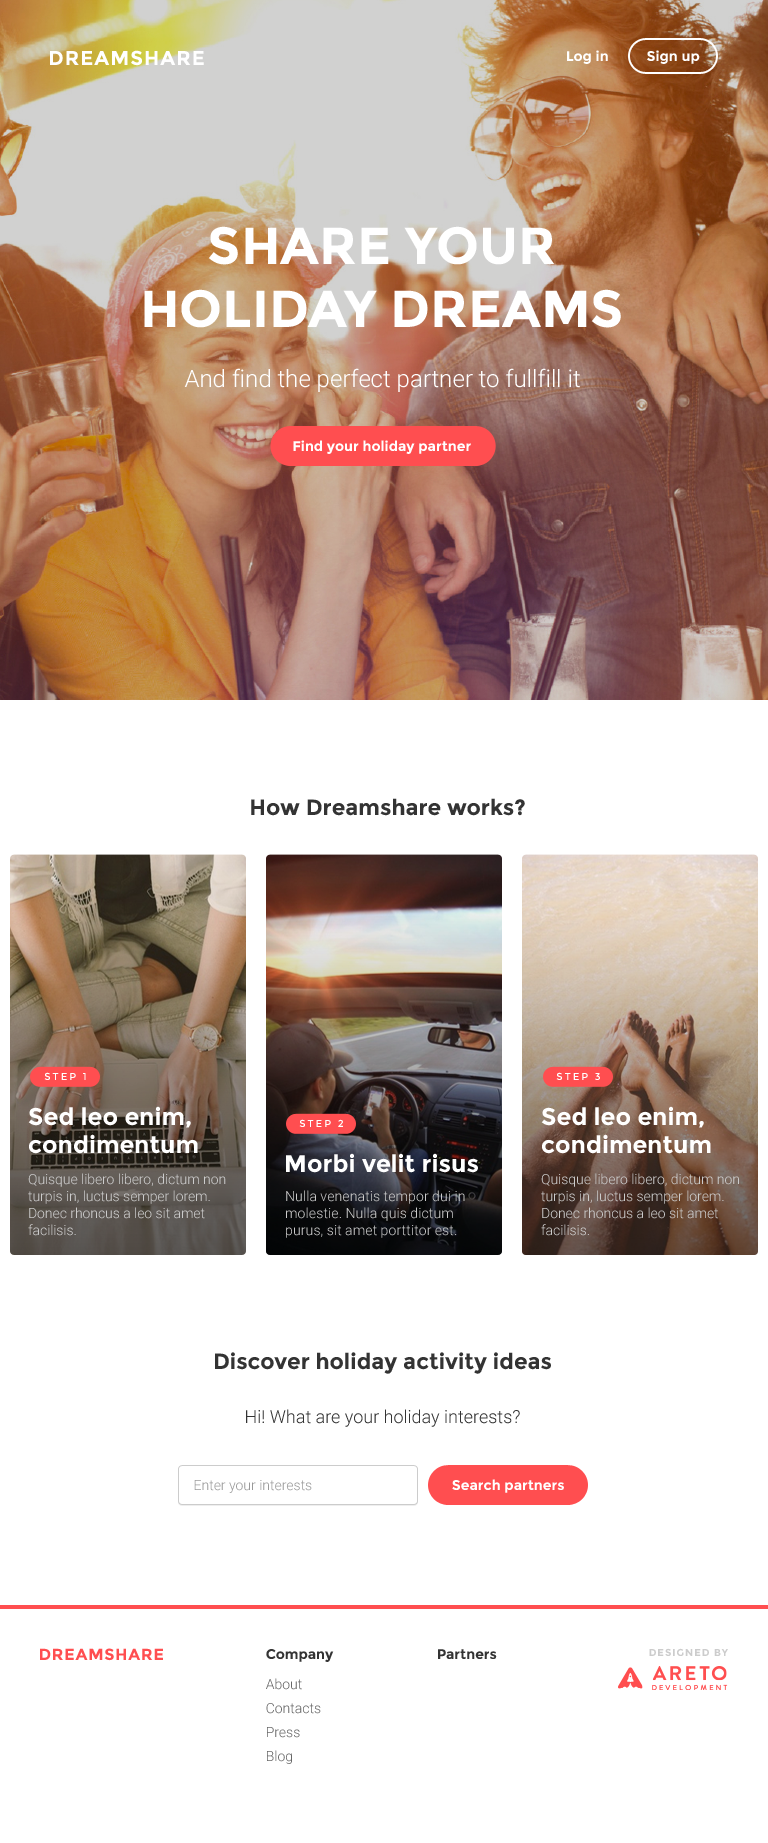 DREAMSHARE
Log in
Sign up
SHARE YOUR
HOLIDAY DREAMS
And find the perfect partner to fullfill it
Find your holiday partner
How Dreamshare works?
STEP 1
Sed leo enim,
condimentum
Quisque libero libero, dictum non
turpis in, luctus semper lorem.
Donec rhoncus a leo sit amet
facilisis.
STEP 2
Morbi velit risus
Nulla venenatis tempor dui in
molestie. Nulla quis dictum
purus, sit amet porttitor est.
STEP 3
Sed leo enim,
condimentum
Quisque libero libero, dictum non
turpis in, luctus semper lorem.
Donec rhoncus a leo sit amet
facilisis.
Discover holiday activity ideas
Hi! What are your holiday interests?
Enter your interests
Search partners
DREAMSHARE
Company
About
Contacts
Press
Blog
Partners
DESIGNED BY
ARETO
DEVELOPMENT